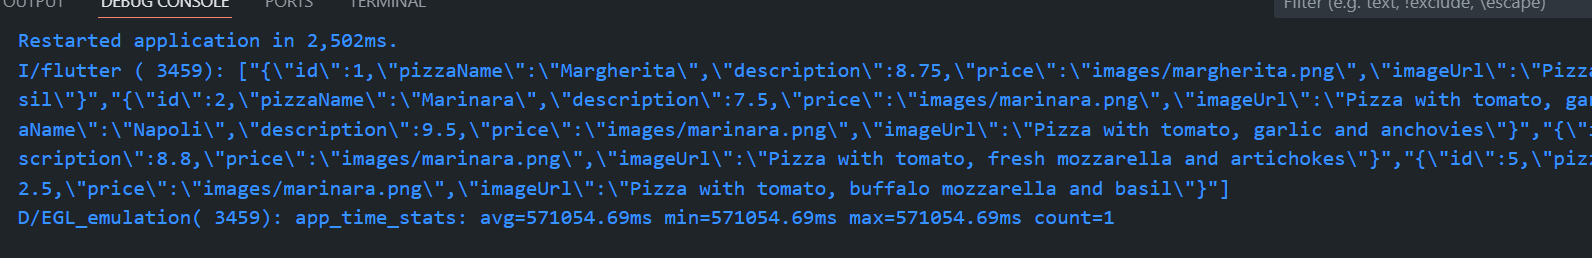 OUTPUT DEBUG CONSOLE PORTS TERMINAL Filter (e.g. text, !exclude, \escape)
Restarted application in 2,502ms.
I/flutter ( 3459): ["{\"id\":1,\"pizzaName\":\"Margherita\",\"description\":8.75,\"price\":\"images/margherita.png\",\"imageUrl\":\"Pizz
sil\"}","{\"id\":2,\"pizzaName\":\"Marinara\",\"description\":7.5,\"price\":\"images/marinara.png\",\"imageUrl\":\"Pizza with tomato, ga
aName\":\"Napoli\",\"description\":9.5,\"price\":\"images/marinara.png\",\"imageUrl\":\"Pizza with tomato, garlic and anchovies\"}","{\"
scription\":8.8,\"price\":\"images/marinara.png\",\"imageUrl\":\"Pizza with tomato, fresh mozzarella and artichokes\"}","{\"id\":5,\"piz
2.5,\"price\":\"images/marinara.png\",\"imageUrl\":\"Pizza with tomato, buffalo mozzarella and basil\"}"]
D/EGL_emulation( 3459): app_time_stats: avg=571054.69ms min=571054.69ms max=571054.69ms count=1